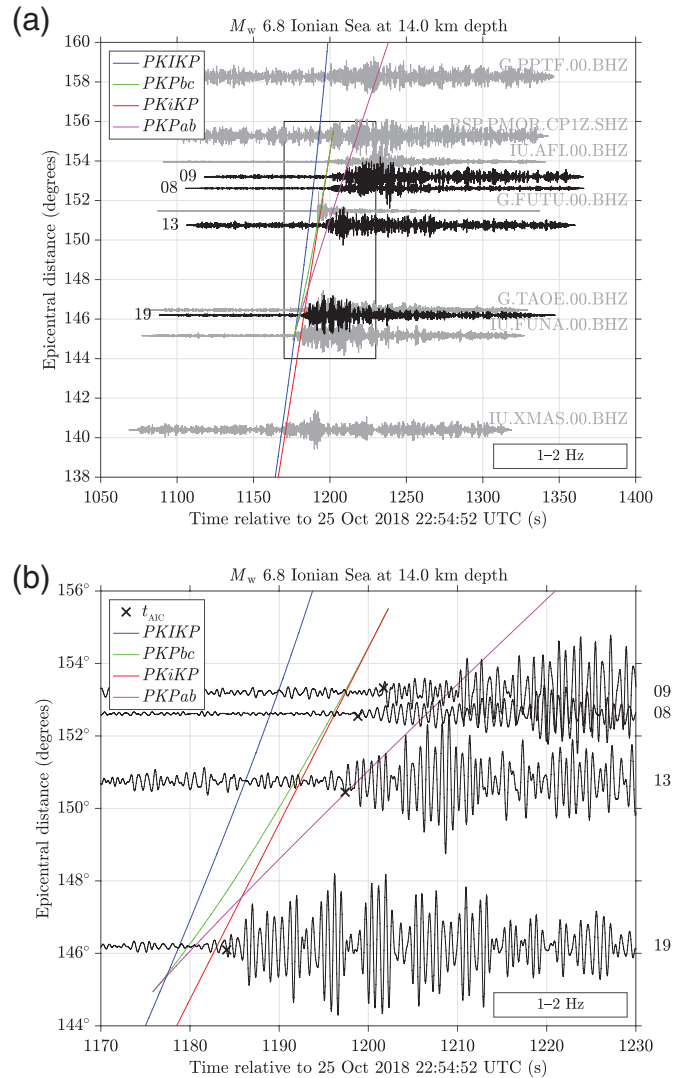 (a)
M_w 6.8 Ionian Sea at 14.0 km depth
PKIKP
PKPbc
PKiKP
PKPab
160
158
156
154
152
150
148
146
144
142
140
138
Epicentral distance (degrees)
G.PPTF.00.BHZ
RSP.PMOR.CP1Z.SHZ
IU.AFI.00.BHZ
09
08
G.FUTU.00.BHZ
13
G.TAOE.00.BHZ
19
IU.FUNA.00.BHZ
IU.XMAS.00.BHZ
1–2 Hz
1050 1100 1150 1200 1250 1300 1350 1400
Time relative to 25 Oct 2018 22:54:52 UTC (s)
(b)
M_w 6.8 Ionian Sea at 14.0 km depth
× t_AIC
PKIKP
PKPbc
PKiKP
PKPab
156°
154°
152°
150°
148°
146°
144°
Epicentral distance (degrees)
09
08
13
19
1–2 Hz
1170 1180 1190 1200 1210 1220 1230
Time relative to 25 Oct 2018 22:54:52 UTC (s)